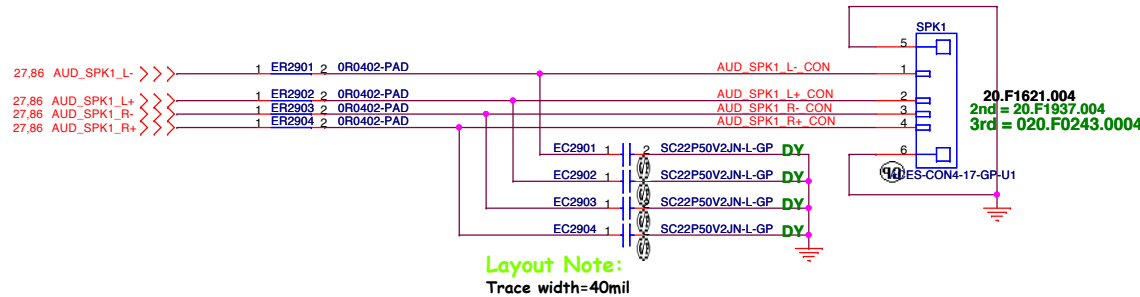 SPK1
5
27,86 AUD_SPK1_L- 1 ER2901 2 0R0402-PAD AUD_SPK1_L-_CON 1
27,86 AUD_SPK1_L+ 1 ER2902 2 0R0402-PAD AUD_SPK1_L+_CON 2
27,86 AUD_SPK1_R- 1 ER2903 2 0R0402-PAD AUD_SPK1_R-_CON 3
27,86 AUD_SPK1_R+ 1 ER2904 2 0R0402-PAD AUD_SPK1_R+_CON 4
20.F1621.004
2nd = 20.F1937.004
3rd = 020.F0243.0004
6
EC2901 1 2 SC22P50V2JN-L-GP DY
EC2902 1 SC22P50V2JN-L-GP DY
EC2903 1 SC22P50V2JN-L-GP DY
EC2904 1 SC22P50V2JN-L-GP DY
ES-CON4-17-GP-U1
Layout Note:
Trace width=40mil